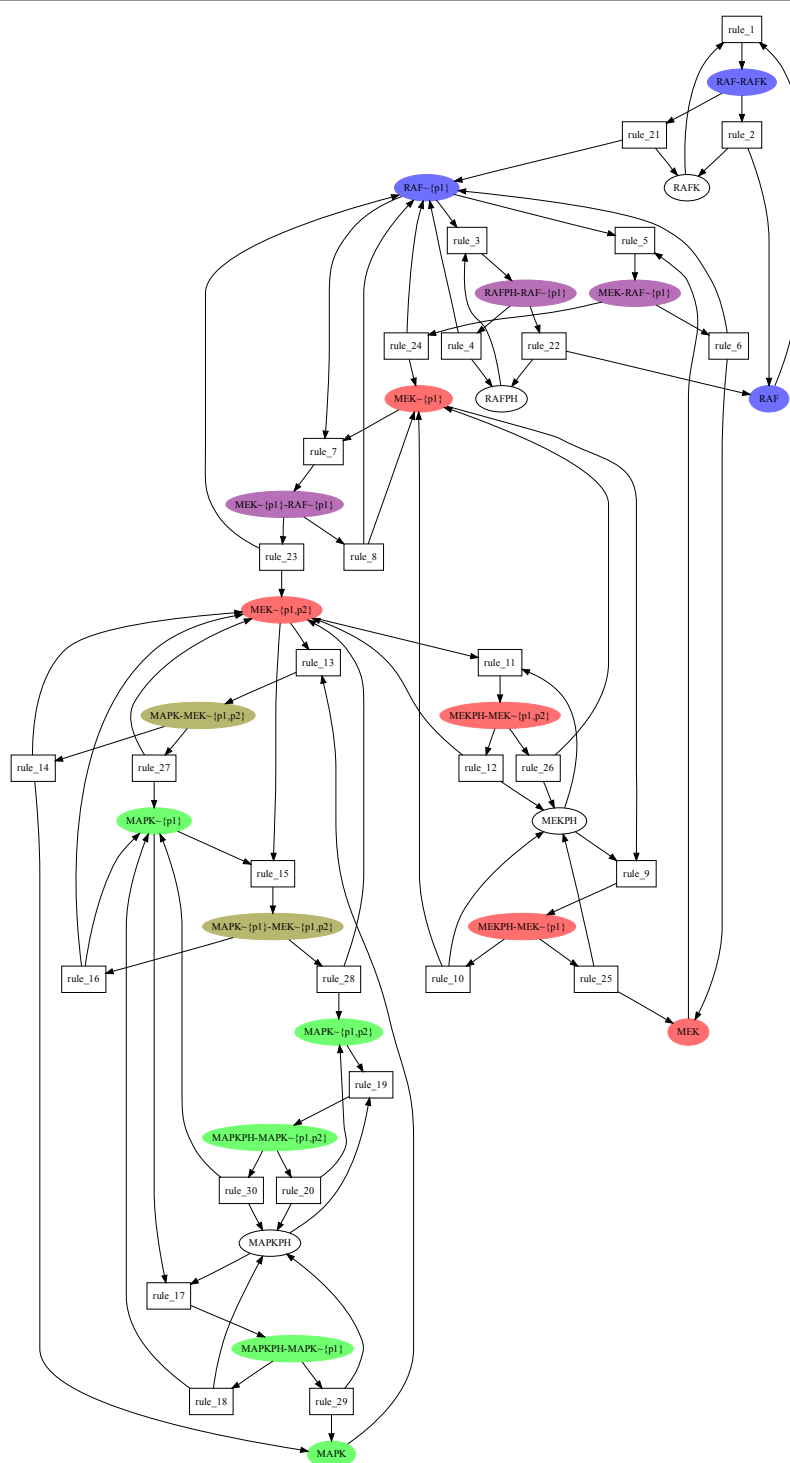 rule_1
RAF-RAFK
rule_21
rule_2
RAF~{p1}
RAFK
rule_3
rule_5
RAFPH-RAF~{p1}
MEK-RAF~{p1}
rule_24
rule_4
rule_22
rule_6
MEK~{p1}
RAFPH
RAF
rule_7
MEK~{p1}-RAF~{p1}
rule_23
rule_8
MEK~{p1,p2}
rule_13
rule_11
MAPK-MEK~{p1,p2}
MEKPH-MEK~{p1,p2}
rule_14
rule_27
rule_12
rule_26
MAPK~{p1}
MEKPH
rule_15
rule_9
MAPK~{p1}-MEK~{p1,p2}
MEKPH-MEK~{p1}
rule_16
rule_28
rule_10
rule_25
MAPK~{p1,p2}
MEK
rule_19
MAPKPH-MAPK~{p1,p2}
rule_30
rule_20
MAPKPH
rule_17
MAPKPH-MAPK~{p1}
rule_18
rule_29
MAPK